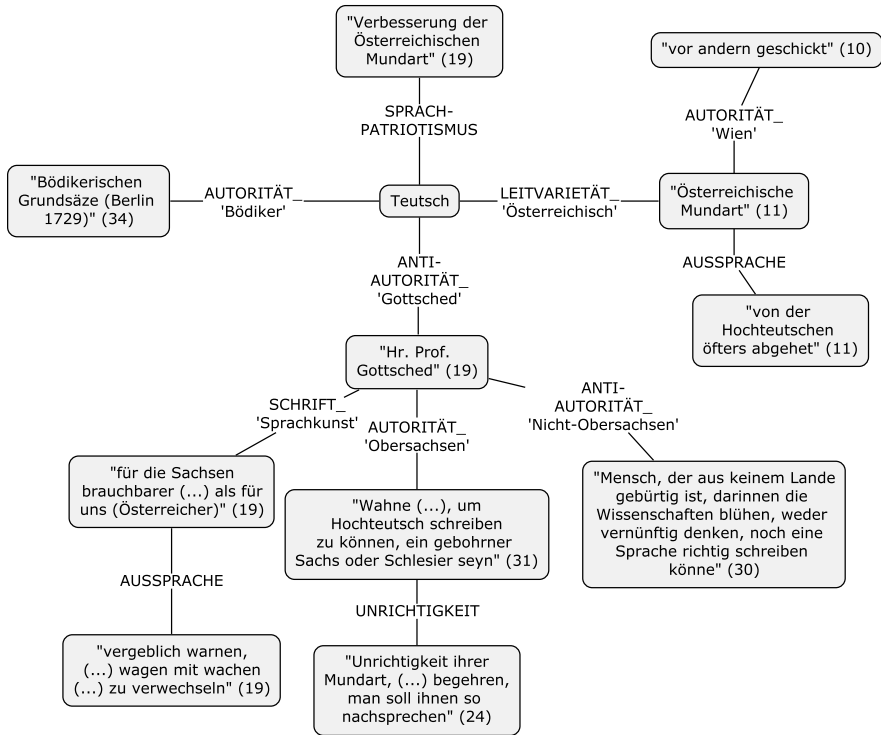 "Verbesserung der
Österreichischen
Mundart" (19)
"vor andern geschickt" (10)
SPRACH-
PATRIOTISMUS
AUTORITÄT_
'Wien'
"Bödikerischen
Grundsäze (Berlin
1729)" (34)
AUTORITÄT_
'Bödiker'
Teutsch
LEITVARIETÄT_
'Österreichisch'
"Österreichische
Mundart" (11)
ANTI-
AUTORITÄT_
'Gottsched'
AUSSPRACHE
"von der
Hochteutschen
öfters abgehet" (11)
"Hr. Prof.
Gottsched" (19)
SCHRIFT_
'Sprachkunst'
AUTORITÄT_
'Obersachsen'
ANTI-
AUTORITÄT_
'Nicht-Obersachsen'
"für die Sachsen
brauchbarer (...) als für
uns (Österreicher)" (19)
"Wahne (...), um
Hochteutsch schreiben
zu können, ein gebohrner
Sachs oder Schlesier seyn" (31)
"Mensch, der aus keinem Lande
gebürtig ist, darinnen die
Wissenschaften blühen, weder
vernünftig denken, noch eine
Sprache richtig schreiben
könne" (30)
AUSSPRACHE
UNRICHTIGKEIT
"vergeblich warnen,
(...) wagen mit wachen
(...) zu verwechseln" (19)
"Unrichtigkeit ihrer
Mundart, (...) begehren,
man soll ihnen so
nachsprechen" (24)